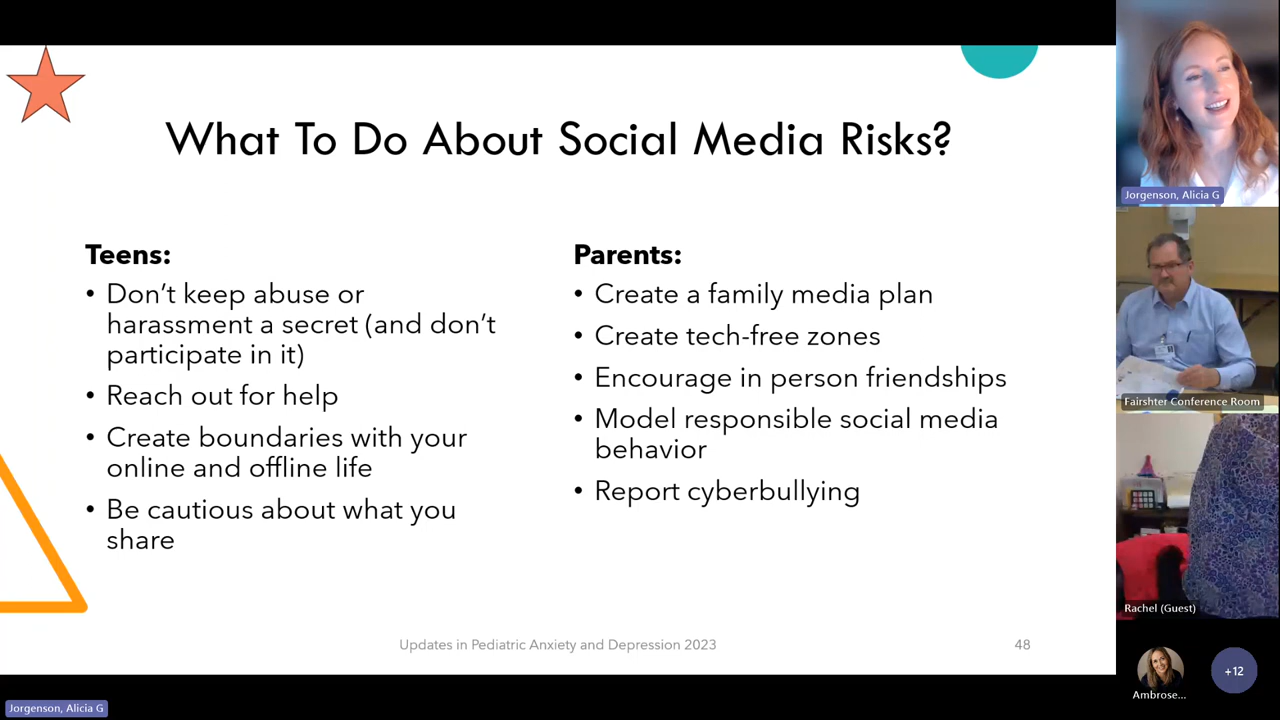 What To Do About Social Media Risks?
Teens:
• Don't keep abuse or
harassment a secret (and don't
participate in it)
• Reach out for help
• Create boundaries with your
online and offline life
• Be cautious about what you
share
Parents:
• Create a family media plan
• Create tech-free zones
• Encourage in person friendships
• Model responsible social media
behavior
• Report cyberbullying
Updates in Pediatric Anxiety and Depression 2023
48
Jorgenson, Alicia G
Fairshter Conference Room
Rachel (Guest)
Ambrose...
+12
Jorgenson, Alicia G